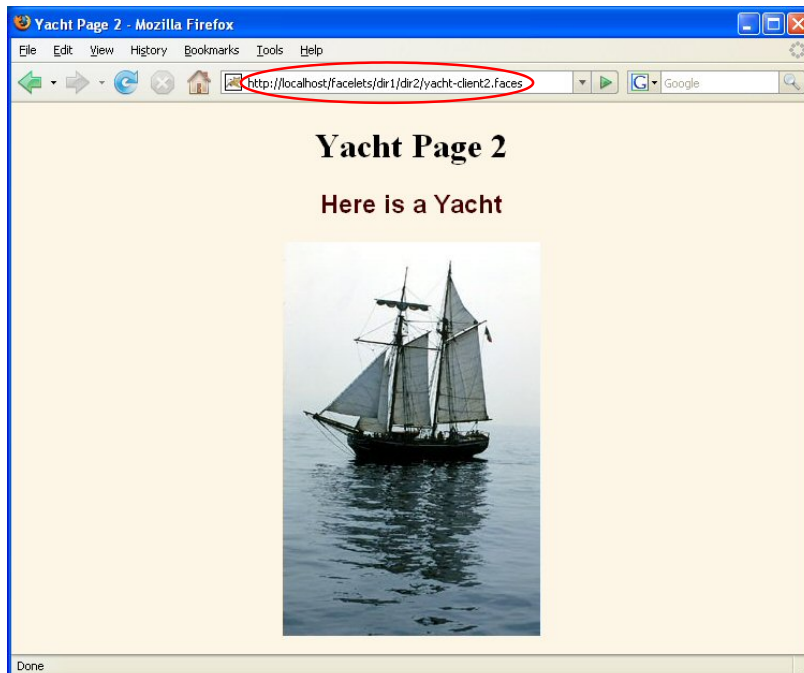 Yacht Page 2 - Mozilla Firefox
File Edit View History Bookmarks Tools Help
http://localhost/facelets/dir1/dir2/yacht-client2.faces G Google
Yacht Page 2
Here is a Yacht
Done